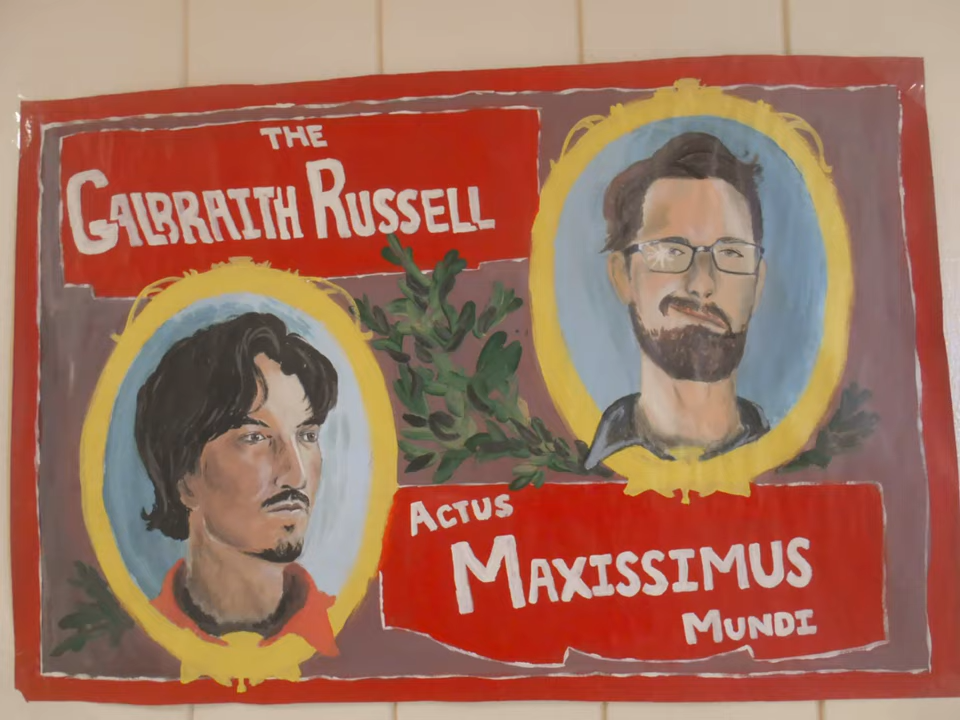 THE
GALBRAITH RUSSELL
ACTUS
MAXISSIMUS
MUNDI